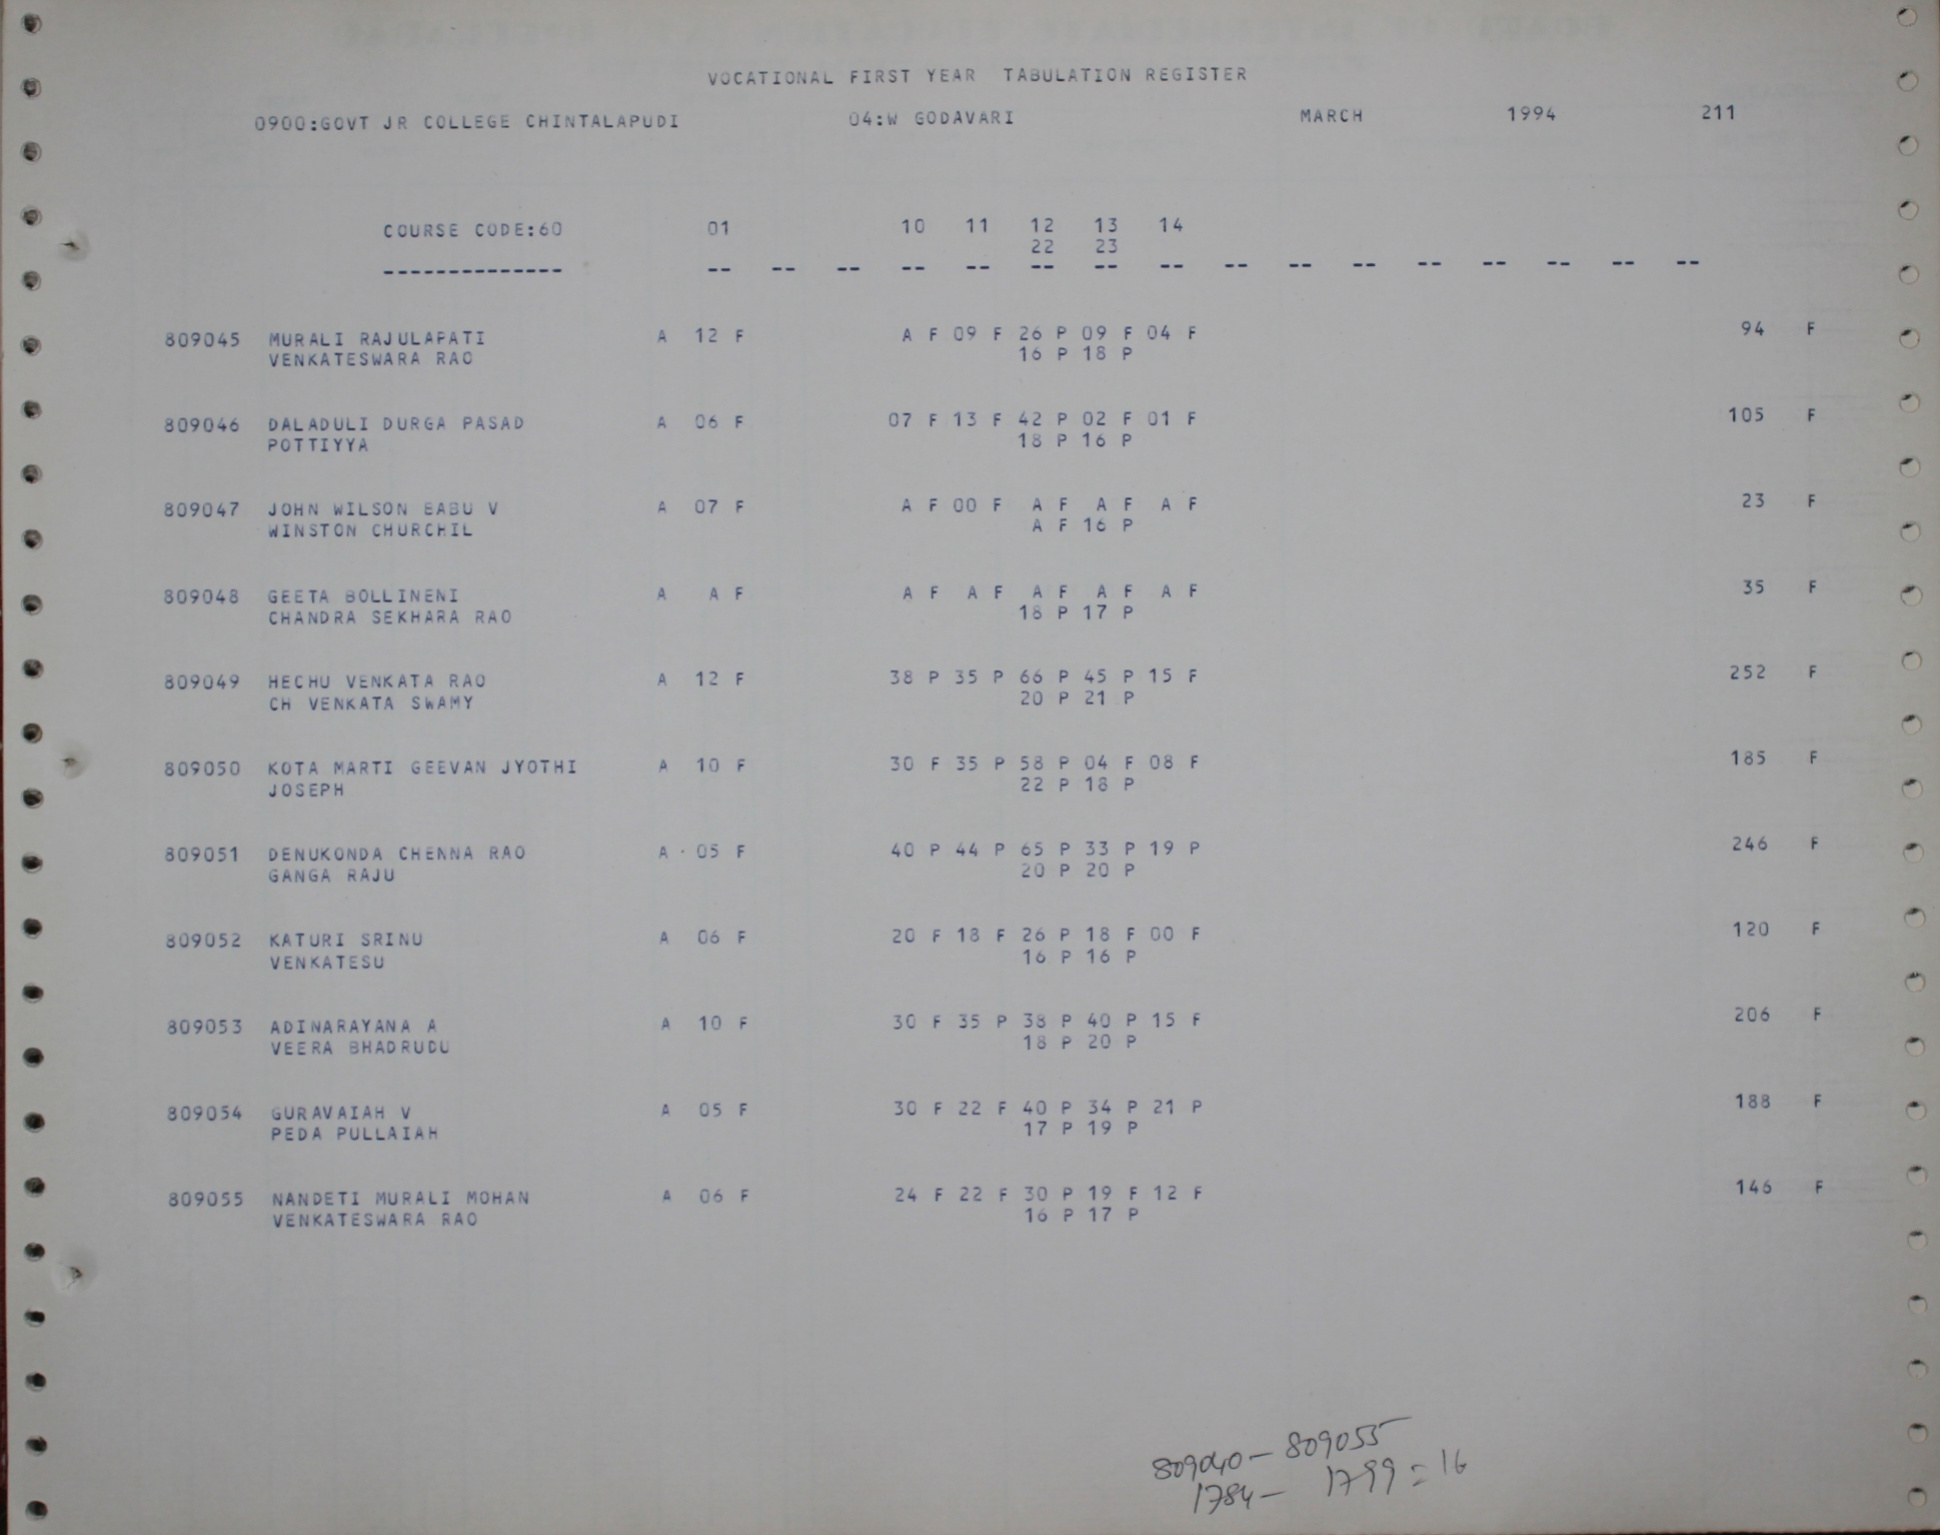 VOCATIONAL FIRST YEAR TABULATION REGISTER
0900:GOVT JR COLLEGE CHINTALAPUDI 04:W GODAVARI MARCH 1994 211
COURSE CODE:60 01 10 11 12 13 14
22 23
-------------- -- -- -- -- -- -- -- -- -- -- -- -- -- -- -- --
809045 MURALI RAJULAPATI A 12 F A F 09 F 26 P 09 F 04 F 94 F
VENKATESWARA RAO 16 P 18 P
809046 DALADULI DURGA PASAD A 06 F 07 F 13 F 42 P 02 F 01 F 105 F
POTTIYYA 18 P 16 P
809047 JOHN WILSON BABU V A 07 F A F 00 F A F A F A F 23 F
WINSTON CHURCHIL A F 16 P
809048 GEETA BOLLINENI A A F A F A F A F A F A F 35 F
CHANDRA SEKHARA RAO 18 P 17 P
809049 HECHU VENKATA RAO A 12 F 38 P 35 P 66 P 45 P 15 F 252 F
CH VENKATA SWAMY 20 P 21 P
809050 KOTA MARTI GEEVAN JYOTHI A 10 F 30 F 35 P 58 P 04 F 08 F 185 F
JOSEPH 22 P 18 P
809051 DENUKONDA CHENNA RAO A 05 F 40 P 44 P 65 P 33 P 19 P 246 F
GANGA RAJU 20 P 20 P
809052 KATURI SRINU A 06 F 20 F 18 F 26 P 18 F 00 F 120 F
VENKATESU 16 P 16 P
809053 ADINARAYANA A A 10 F 30 F 35 P 38 P 40 P 15 F 206 F
VEERA BHADRUDU 18 P 20 P
809054 GURAVAIAH V A 05 F 30 F 22 F 40 P 34 P 21 P 188 F
PEDA PULLAIAH 17 P 19 P
809055 NANDETI MURALI MOHAN A 06 F 24 F 22 F 30 P 19 F 12 F 146 F
VENKATESWARA RAO 16 P 17 P
809040 - 809055
1784 - 1799 = 16